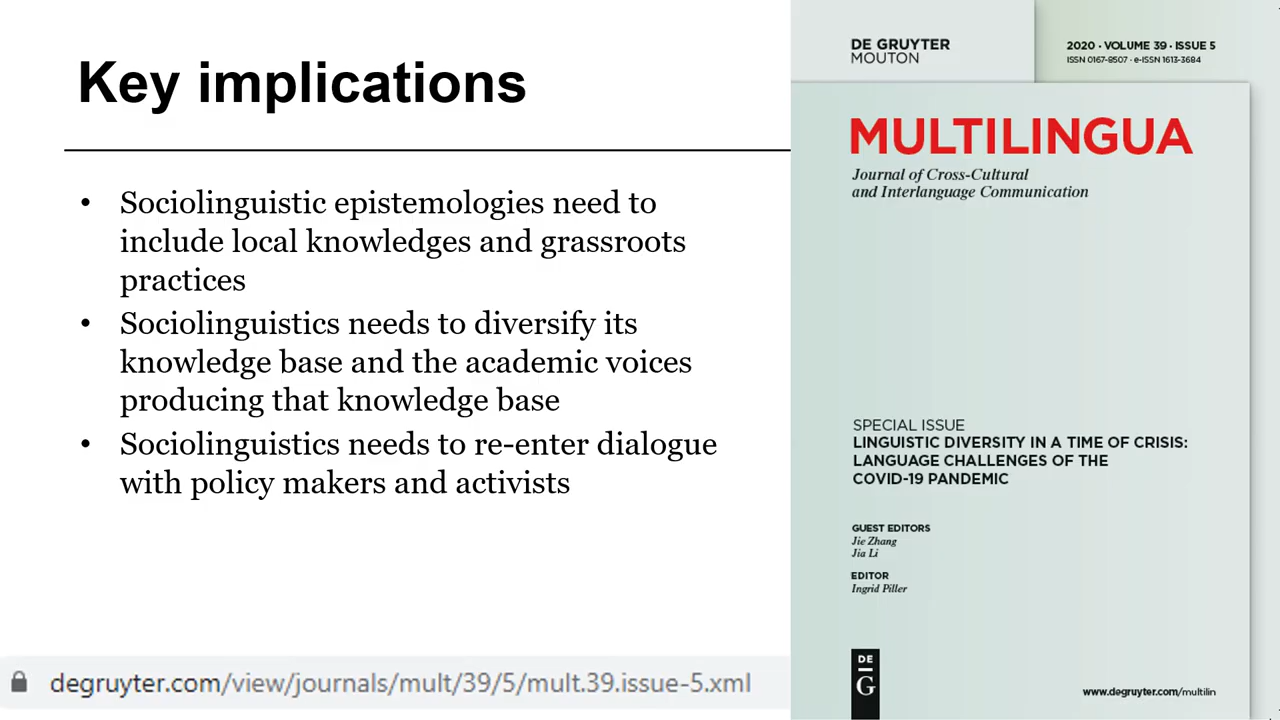 Key implications
• Sociolinguistic epistemologies need to
include local knowledges and grassroots
practices
• Sociolinguistics needs to diversify its
knowledge base and the academic voices
producing that knowledge base
• Sociolinguistics needs to re-enter dialogue
with policy makers and activists
degruyter.com/view/journals/mult/39/5/mult.39.issue-5.xml
DE GRUYTER
MOUTON
2020 · VOLUME 39 · ISSUE 5
ISSN 0167-8507 · e-ISSN 1613-3684
MULTILINGUA
Journal of Cross-Cultural
and Interlanguage Communication
SPECIAL ISSUE
LINGUISTIC DIVERSITY IN A TIME OF CRISIS:
LANGUAGE CHALLENGES OF THE
COVID-19 PANDEMIC
GUEST EDITORS
Jie Zhang
Jia Li
EDITOR
Ingrid Piller
DE
G
www.degruyter.com/multilin